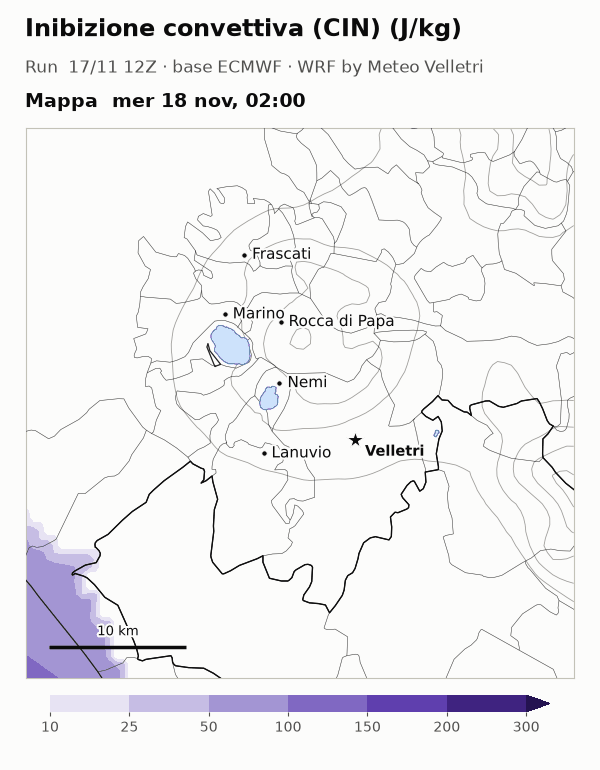 Inibizione convettiva (CIN) (J/kg)
Run  17/11 12Z · base ECMWF · WRF by Meteo Velletri
Mappa  mer 18 nov, 02:00
Frascati
Marino
Rocca di Papa
Nemi
Velletri
Lanuvio
10 km
10 25 50 100 150 200 300